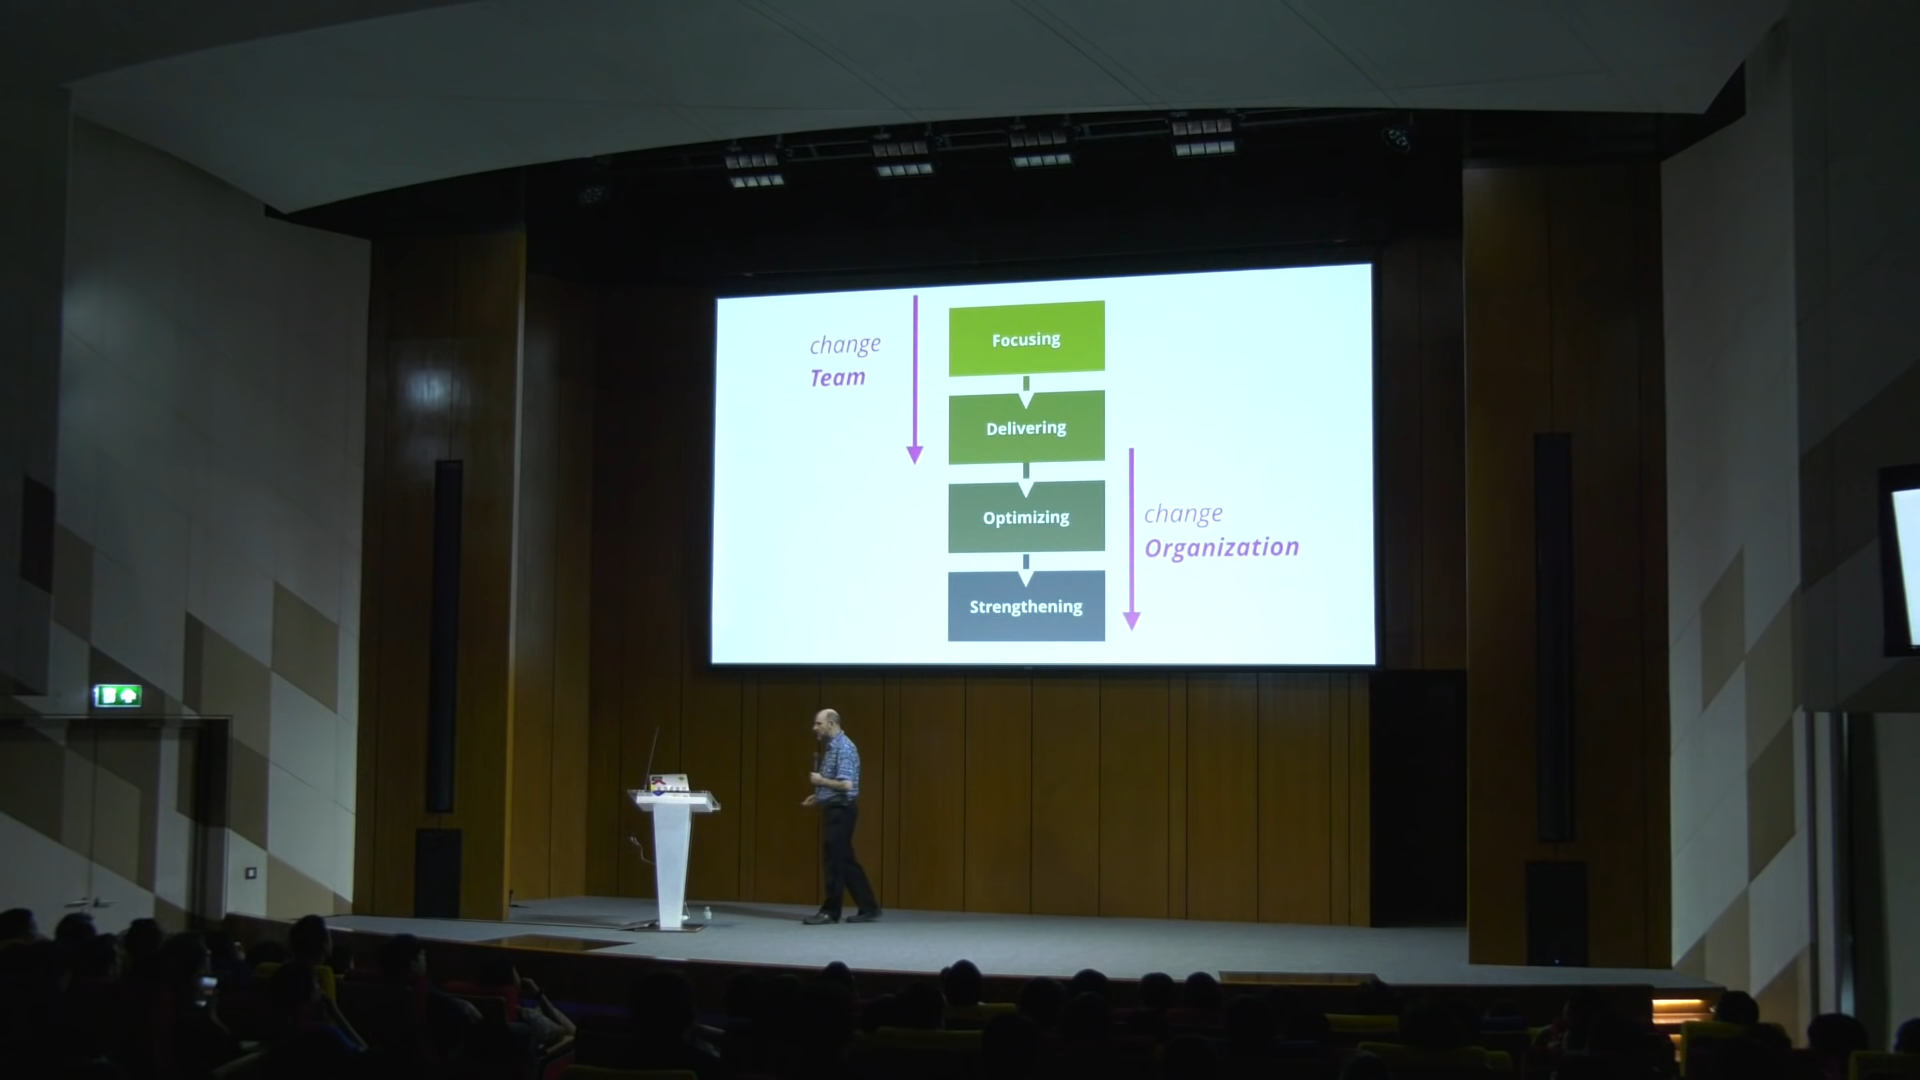 change
Team
Focusing
Delivering
Optimizing
Strengthening
change
Organization